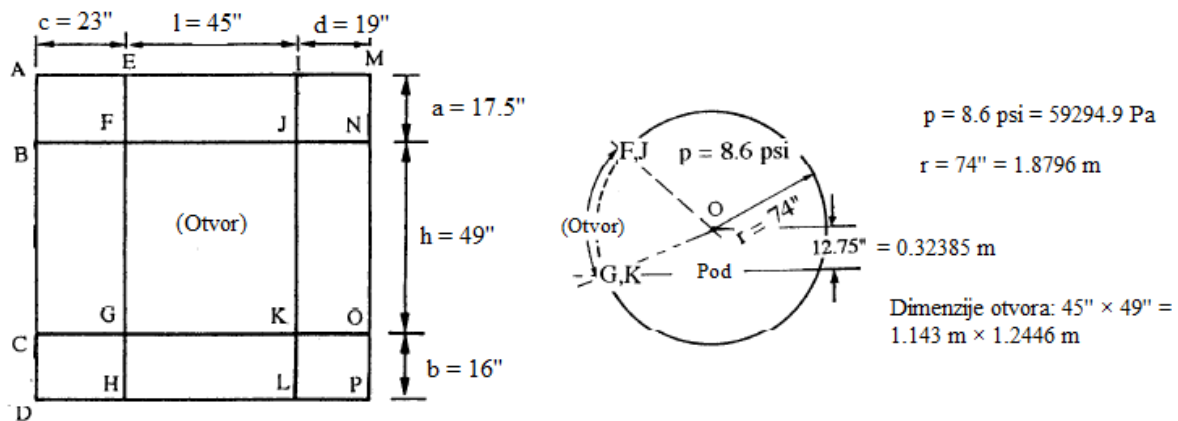 c = 23"
l = 45"
d = 19"
A
E
I
M
a = 17.5"
F
J
N
B
(Otvor)
h = 49"
G
K
O
C
b = 16"
H
L
P
D
p = 8.6 psi = 59294.9 Pa
F,J
p = 8.6 psi
r = 74" = 1.8796 m
O
r = 74"
(Otvor)
12.75" = 0.32385 m
G,K
Pod
Dimenzije otvora: 45" × 49" =
1.143 m × 1.2446 m